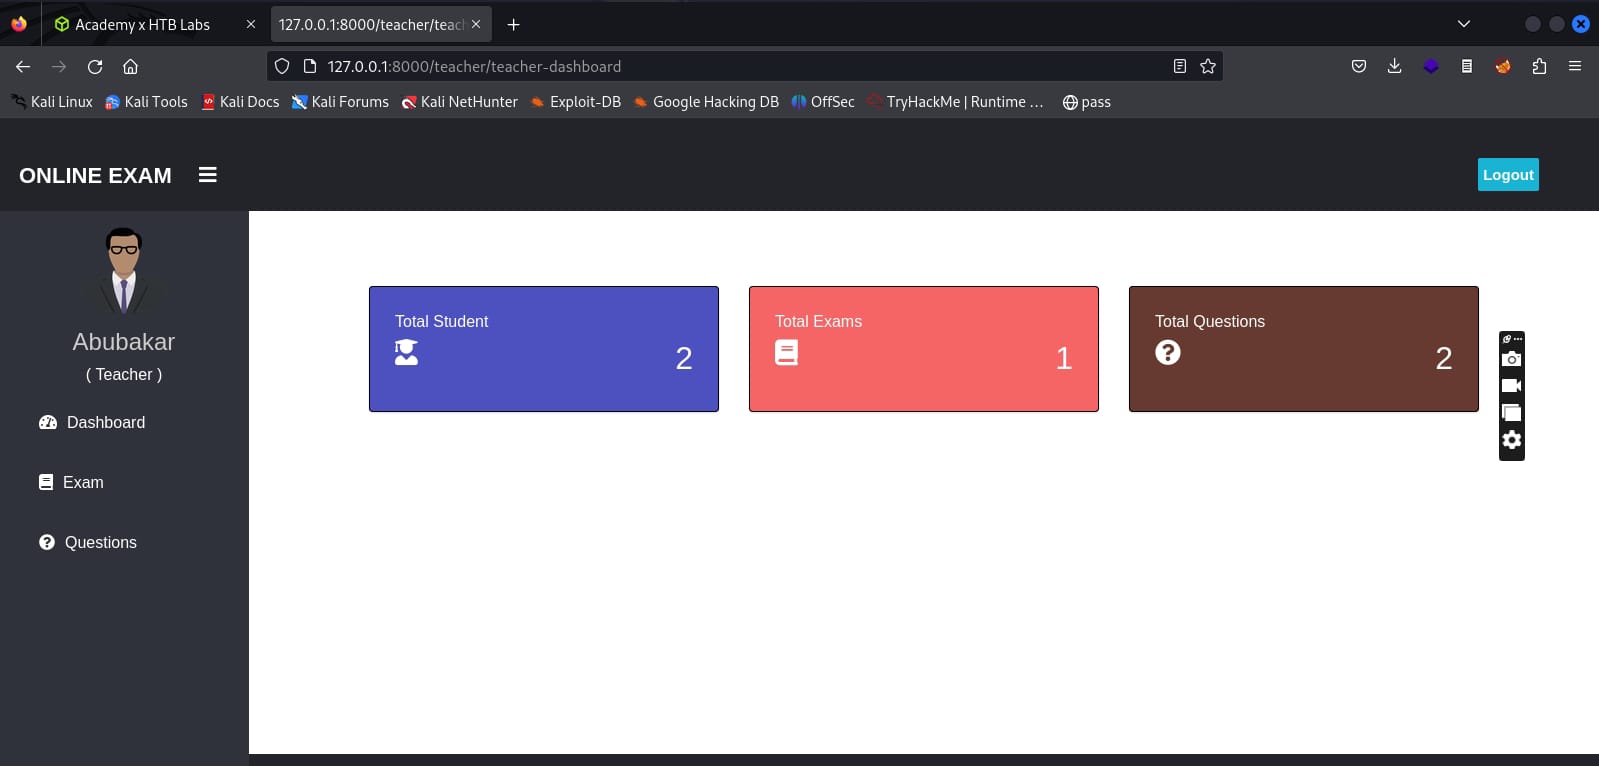 Academy x HTB Labs
127.0.0.1:8000/teacher/teac
127.0.0.1:8000/teacher/teacher-dashboard
Kali Linux Kali Tools Kali Docs Kali Forums Kali NetHunter Exploit-DB Google Hacking DB OffSec TryHackMe | Runtime … pass
ONLINE EXAM
Logout
Abubakar
( Teacher )
Dashboard
Exam
Questions
Total Student
2
Total Exams
1
Total Questions
2